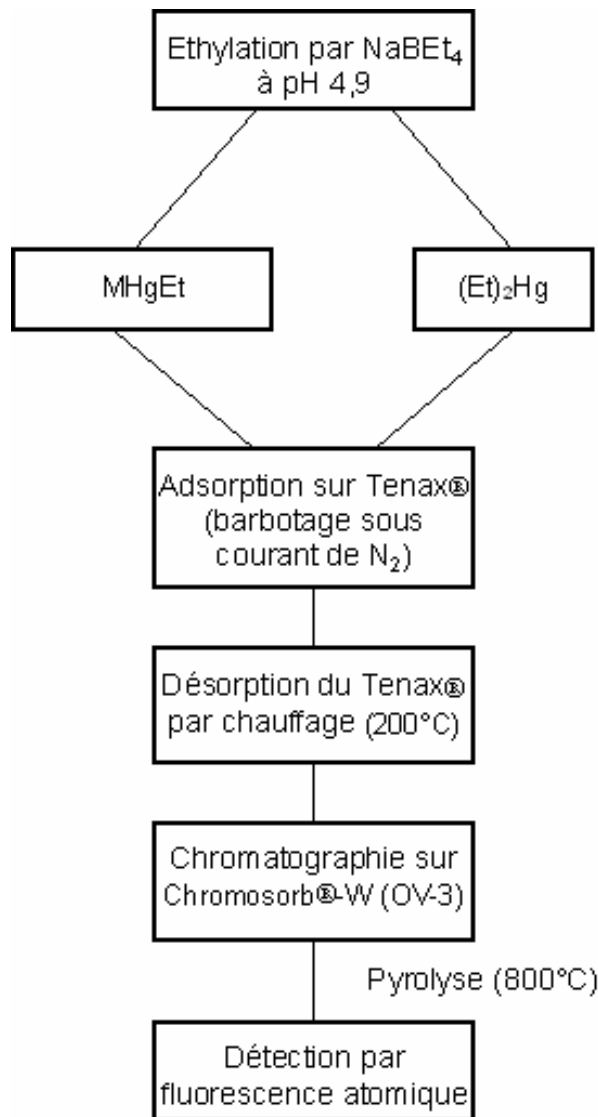 Ethylation par NaBEt₄
à pH 4,9
MHgEt
(Et)₂Hg
Adsorption sur Tenax®
(barbotage sous
courant de N₂)
Désorption du Tenax®
par chauffage (200°C)
Chromatographie sur
Chromosorb®-W (OV-3)
Pyrolyse (800°C)
Détection par
fluorescence atomique